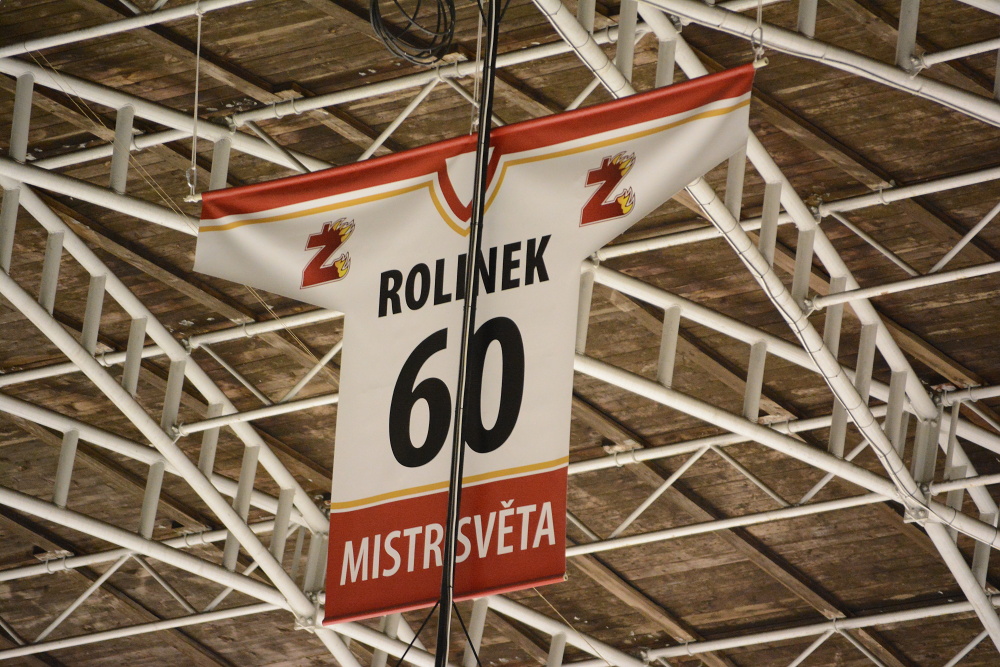 Ž Ž
ROLINEK
60
MISTR SVĚTA